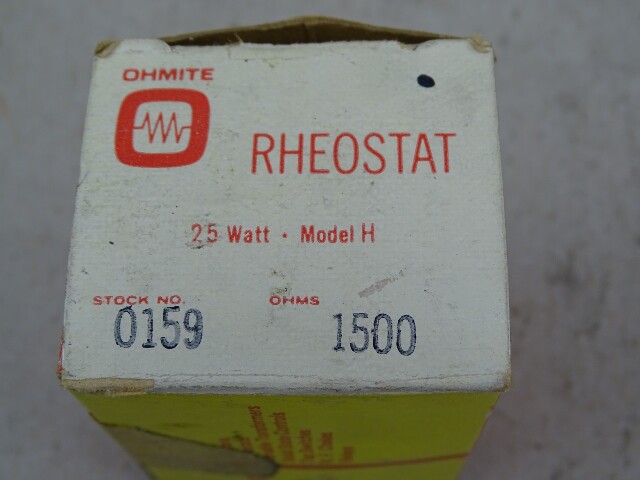 OHMITE
RHEOSTAT
25 Watt • Model H
STOCK NO. OHMS
0159 1500